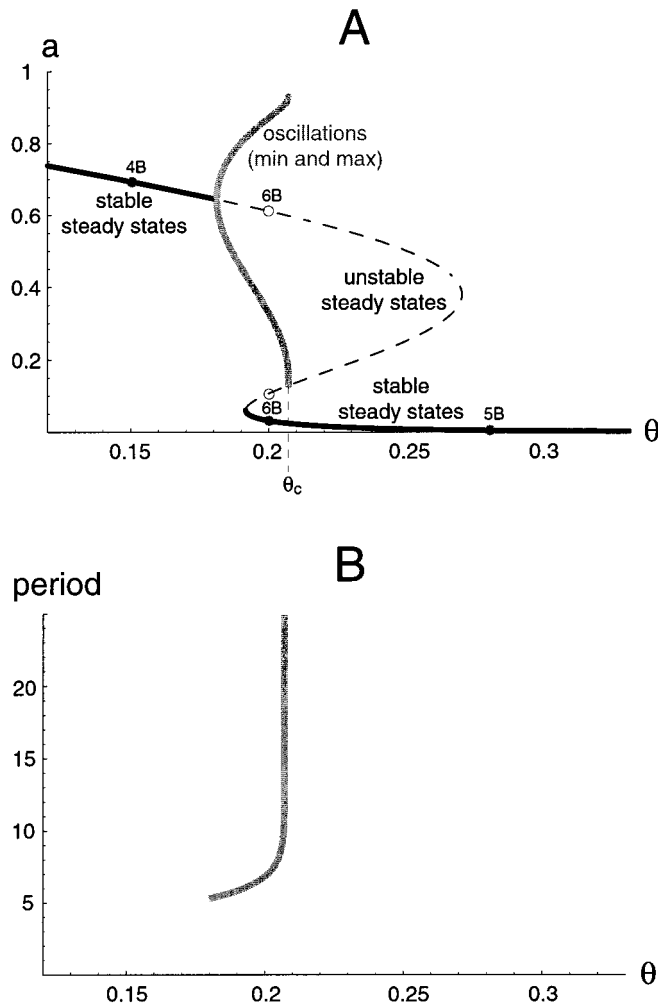 A
a
1
0.8
0.6
0.4
0.2
oscillations
(min and max)
4B
stable
steady states
6B
unstable
steady states
6B
stable
steady states
5B
0.15
0.2
0.25
0.3
θ
θc
B
period
20
15
10
5
0.15
0.2
0.25
0.3
θ